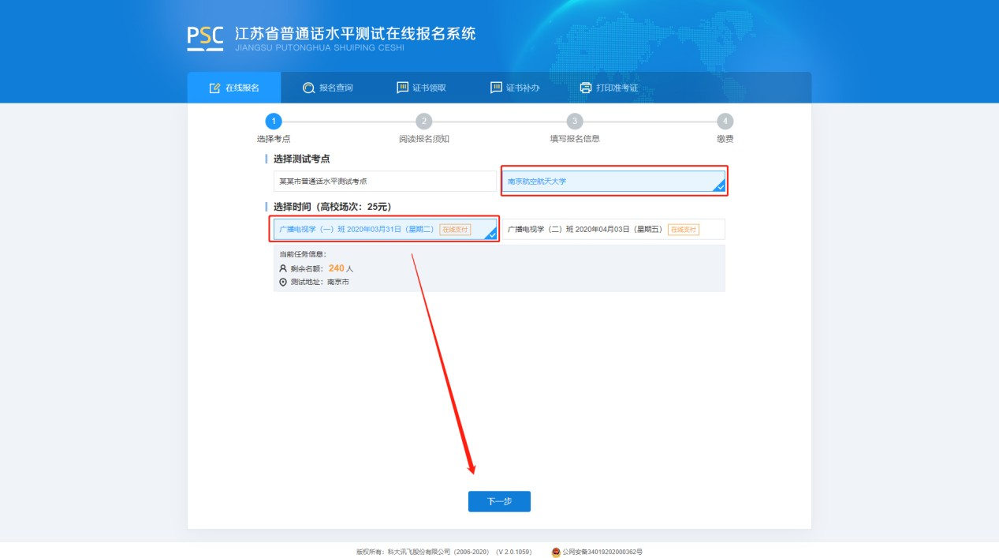 PSC 江苏省普通话水平测试在线报名系统
JIANGSU PUTONGHUA SHUIPING CESHI
在线报名 报名查询 证书领取 证书补办 打印准考证
1 2 3 4
选择考点 阅读报名须知 填写报名信息 缴费
选择测试考点
某某市普通话水平测试考点 南京航空航天大学
选择时间（高校场次：25元）
广播电视学（一）班 2020年03月31日（星期二） 在线支付 广播电视学（二）班 2020年04月03日（星期五） 在线支付
当前任务信息：
剩余名额： 240 人
测试地址：南京市
下一步
版权所有：科大讯飞股份有限公司（2006-2020）（V 2.0.1059） 公网安备34019202000362号